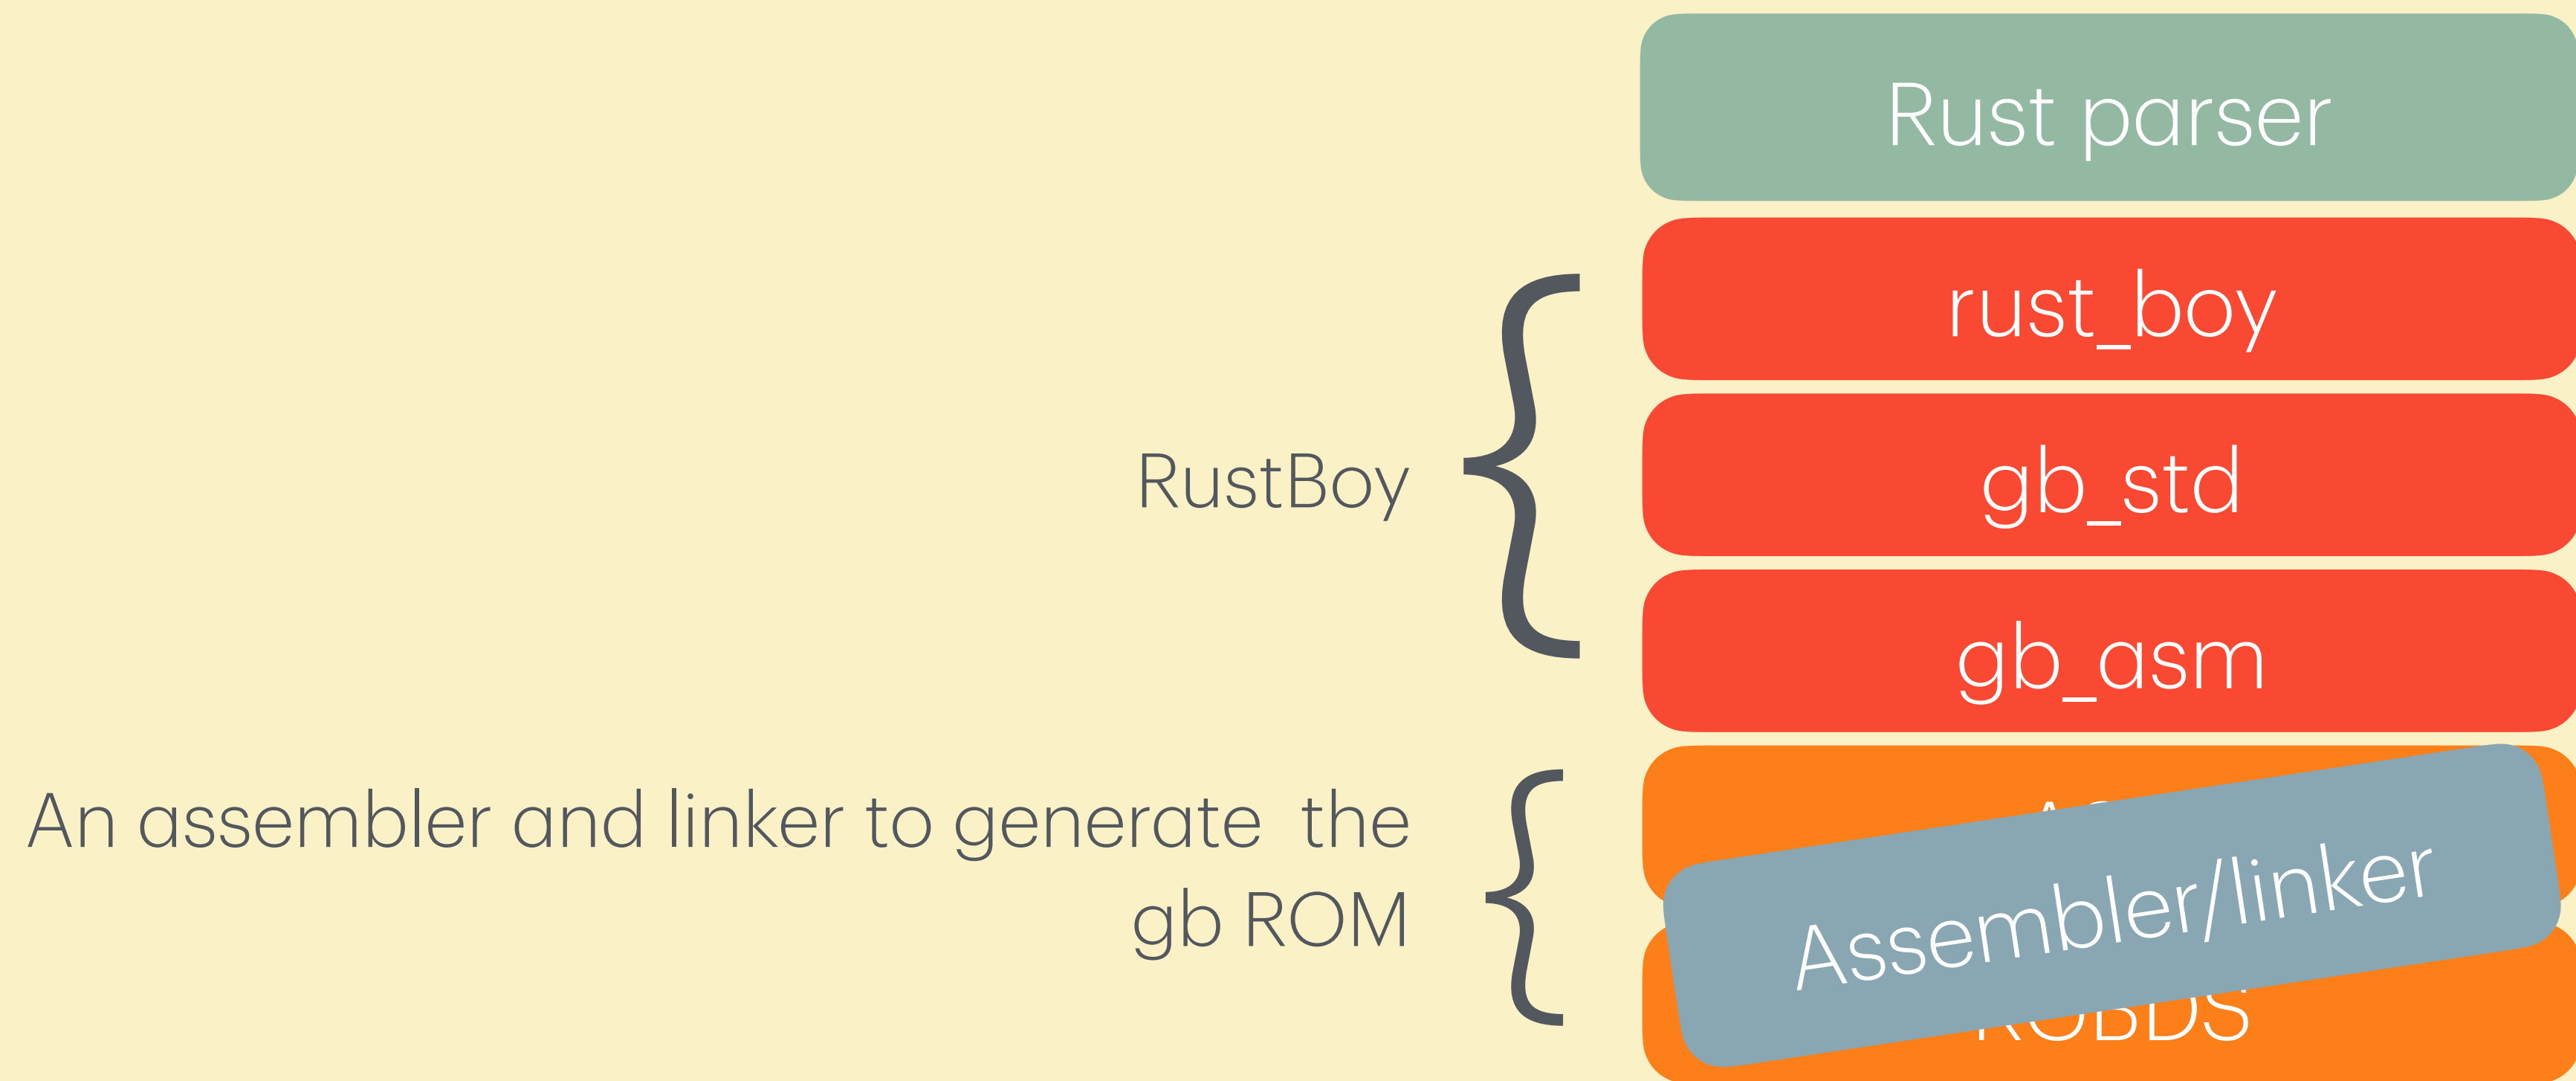 Rust parser
rust_boy
gb_std
RustBoy
gb_asm
An assembler and linker to generate  the
gb ROM
Assembler/linker